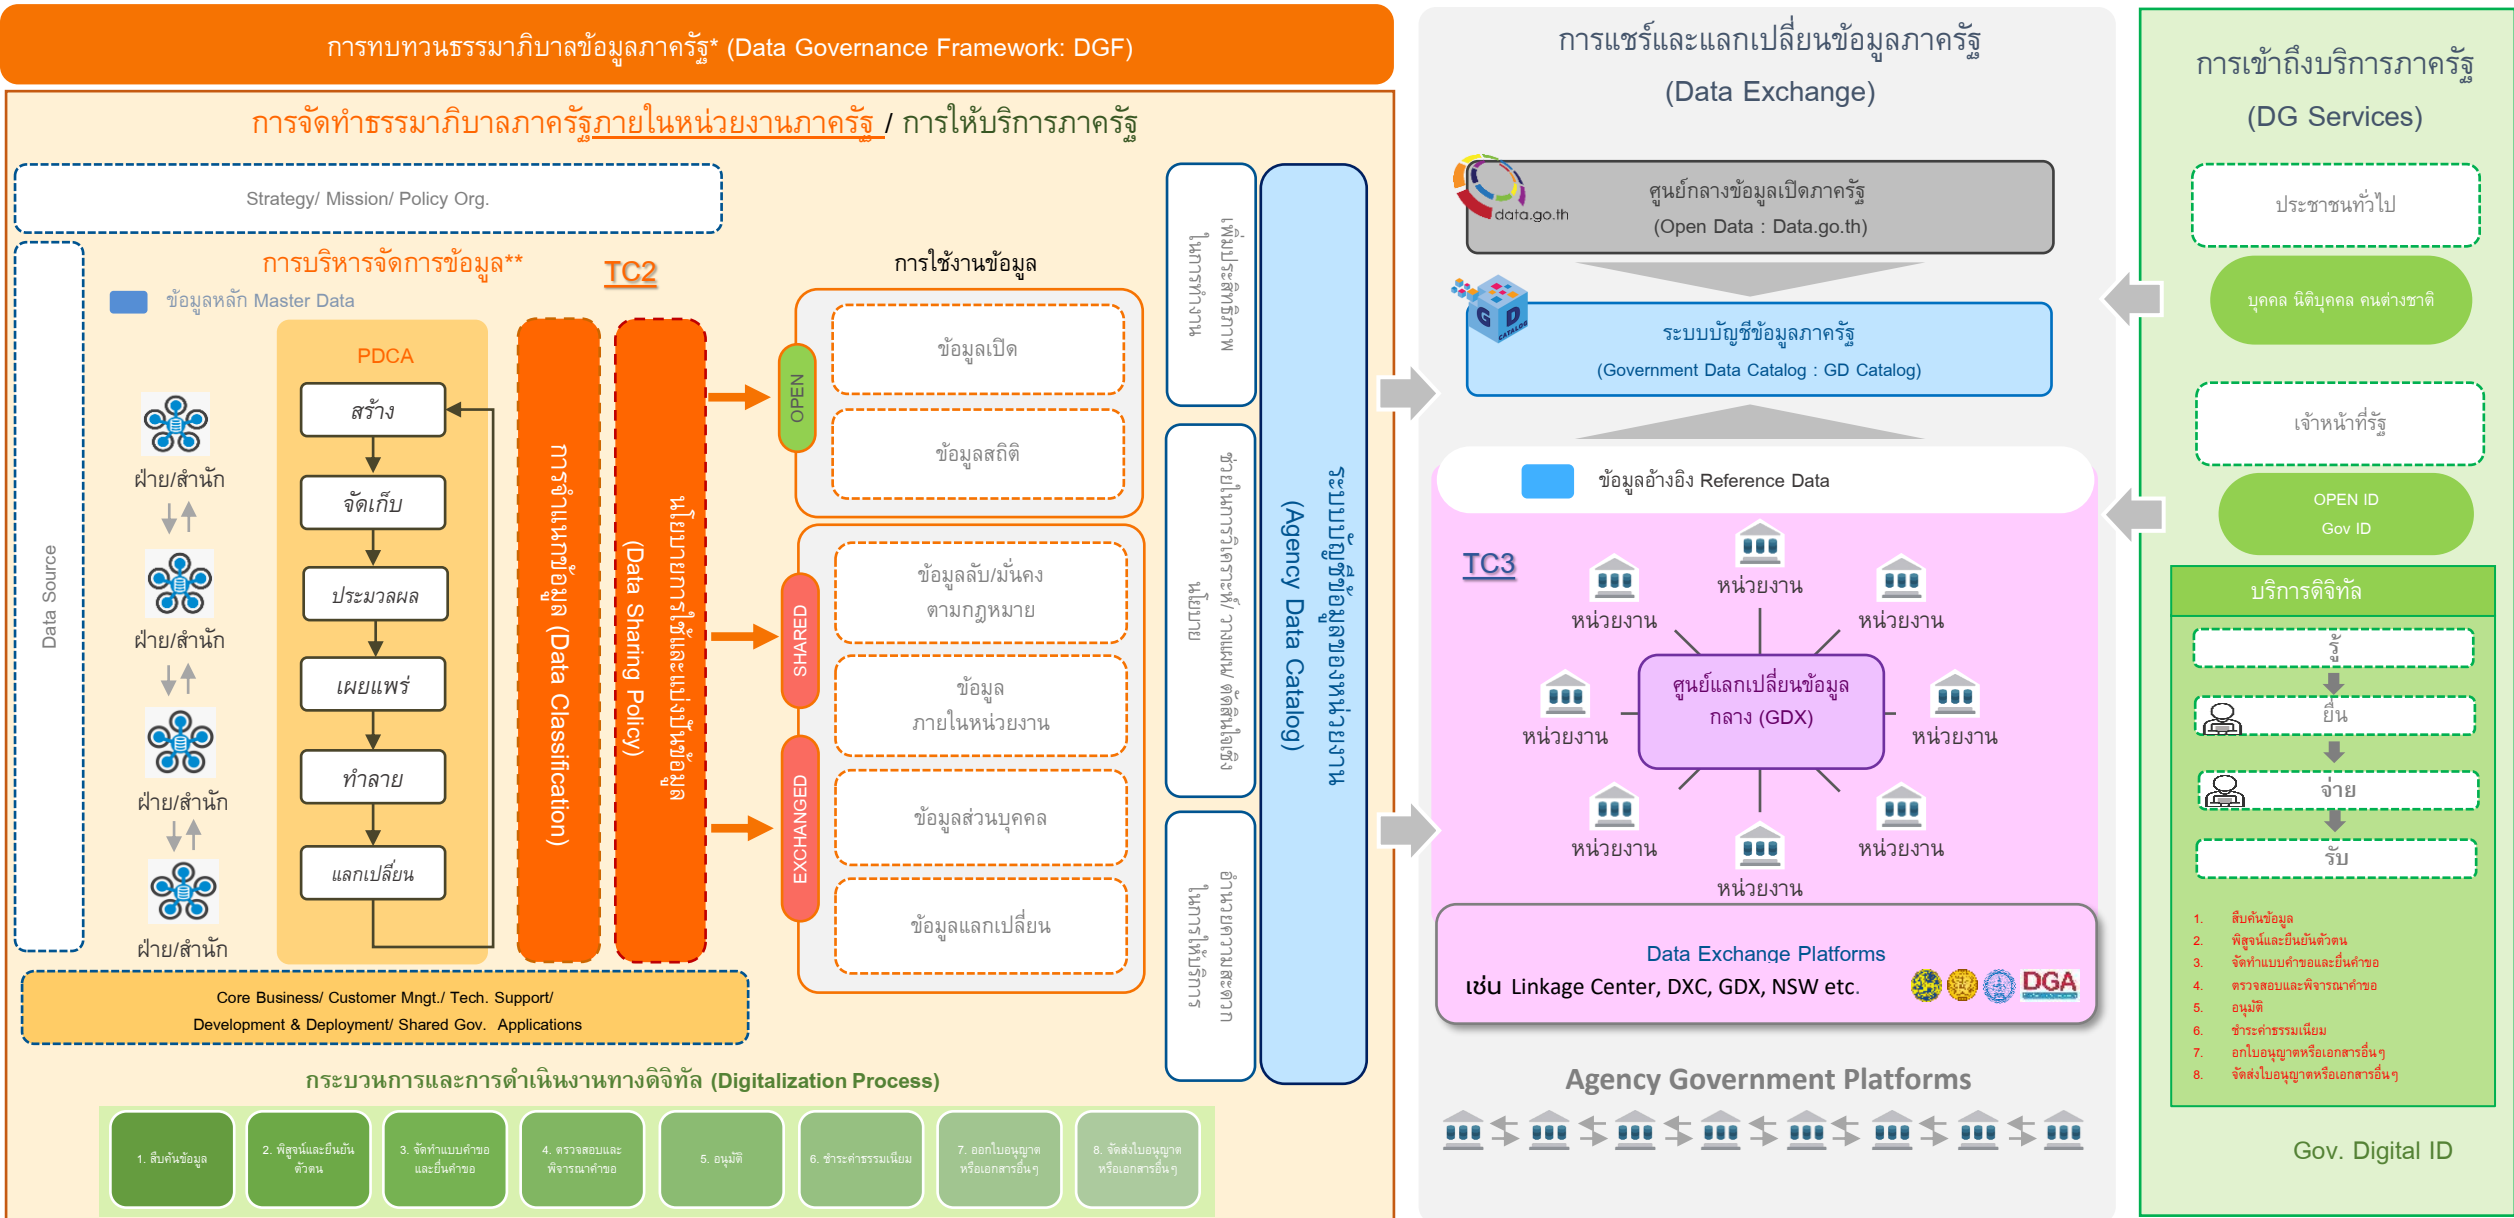 การทบทวนธรรมาภิบาลข้อมูลภาครัฐ* (Data Governance Framework: DGF)
การจัดทำธรรมาภิบาลภาครัฐภายในหน่วยงานภาครัฐ / การให้บริการภาครัฐ
Strategy/ Mission/ Policy Org.
Data Source
การบริหารจัดการข้อมูล**
TC2
ข้อมูลหลัก Master Data
ฝ่าย/สำนัก
ฝ่าย/สำนัก
ฝ่าย/สำนัก
ฝ่าย/สำนัก
PDCA
สร้าง
จัดเก็บ
ประมวลผล
เผยแพร่
ทำลาย
แลกเปลี่ยน
การจำแนกข้อมูล (Data Classification)
นโยบายการใช้และแบ่งปันข้อมูล
(Data Sharing Policy)
การใช้งานข้อมูล
OPEN
ข้อมูลเปิด
ข้อมูลสถิติ
SHARED
ข้อมูลลับ/มั่นคง
ตามกฎหมาย
ข้อมูล
ภายในหน่วยงาน
EXCHANGED
ข้อมูลส่วนบุคคล
ข้อมูลแลกเปลี่ยน
เพิ่มประสิทธิภาพ
ในการทำงาน
ช่วยในการวิเคราะห์/ วางแผน/ ตัดสินใจเชิง
นโยบาย
อำนวยความสะดวก
ในการให้บริการ
ระบบบัญชีข้อมูลของหน่วยงาน
(Agency Data Catalog)
Core Business/ Customer Mngt./ Tech. Support/
Development & Deployment/ Shared Gov. Applications
กระบวนการและการดำเนินงานทางดิจิทัล (Digitalization Process)
1. สืบค้นข้อมูล
2. พิสูจน์และยืนยัน
ตัวตน
3. จัดทำแบบคำขอ
และยื่นคำขอ
4. ตรวจสอบและ
พิจารณาคำขอ
5. อนุมัติ
6. ชำระค่าธรรมเนียม
7. ออกใบอนุญาต
หรือเอกสารอื่นๆ
8. จัดส่งใบอนุญาต
หรือเอกสารอื่นๆ
การแชร์และแลกเปลี่ยนข้อมูลภาครัฐ
(Data Exchange)
data.go.th
ศูนย์กลางข้อมูลเปิดภาครัฐ
(Open Data : Data.go.th)
G D
CATALOG
ระบบบัญชีข้อมูลภาครัฐ
(Government Data Catalog : GD Catalog)
ข้อมูลอ้างอิง Reference Data
TC3
หน่วยงาน
หน่วยงาน
หน่วยงาน
หน่วยงาน
หน่วยงาน
ศูนย์แลกเปลี่ยนข้อมูล
กลาง (GDX)
หน่วยงาน
หน่วยงาน
หน่วยงาน
Data Exchange Platforms
เช่น Linkage Center, DXC, GDX, NSW etc.
DGA
Agency Government Platforms
การเข้าถึงบริการภาครัฐ
(DG Services)
ประชาชนทั่วไป
บุคคล นิติบุคคล คนต่างชาติ
เจ้าหน้าที่รัฐ
OPEN ID
Gov ID
บริการดิจิทัล
รู้
ยื่น
จ่าย
รับ
1. สืบค้นข้อมูล
2. พิสูจน์และยืนยันตัวตน
3. จัดทำแบบคำขอและยื่นคำขอ
4. ตรวจสอบและพิจารณาคำขอ
5. อนุมัติ
6. ชำระค่าธรรมเนียม
7. อกใบอนุญาตหรือเอกสารอื่นๆ
8. จัดส่งใบอนุญาตหรือเอกสารอื่นๆ
Gov. Digital ID